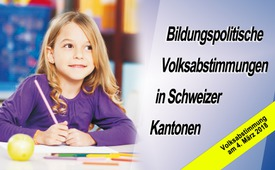 Bildungspolitische
Volksabstimmungen
in Schweizer
Kantonen
Volksabstimmung
am 4. März 2018